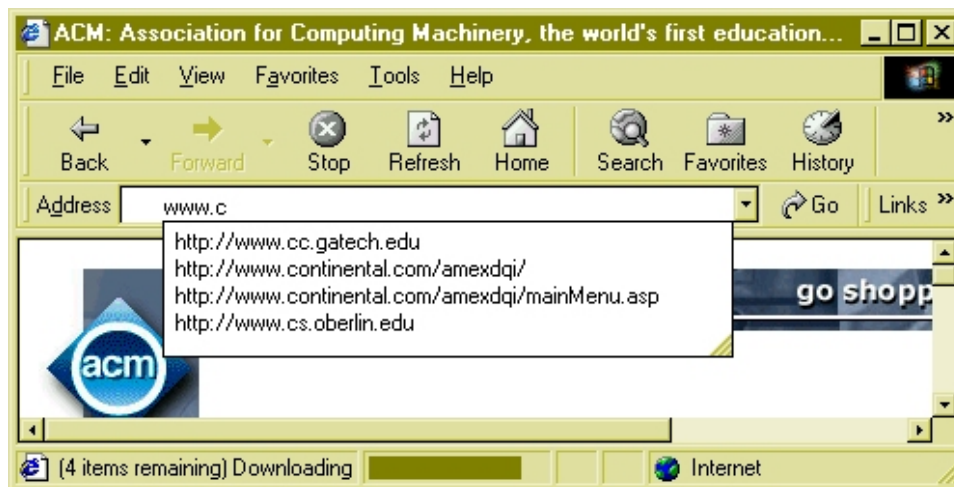 ACM: Association for Computing Machinery, the world's first educa...
File Edit View Favorites Tools Help
Back Forward Stop Refresh Home Search Favorites History »
Address www.c Go Links »
http://www.cc.gatech.edu
http://www.continental.com/amexdqi/
http://www.continental.com/amexdqi/mainMenu.asp
http://www.cs.oberlin.edu
go shopp
acm
(4 items remaining) Downloading Internet